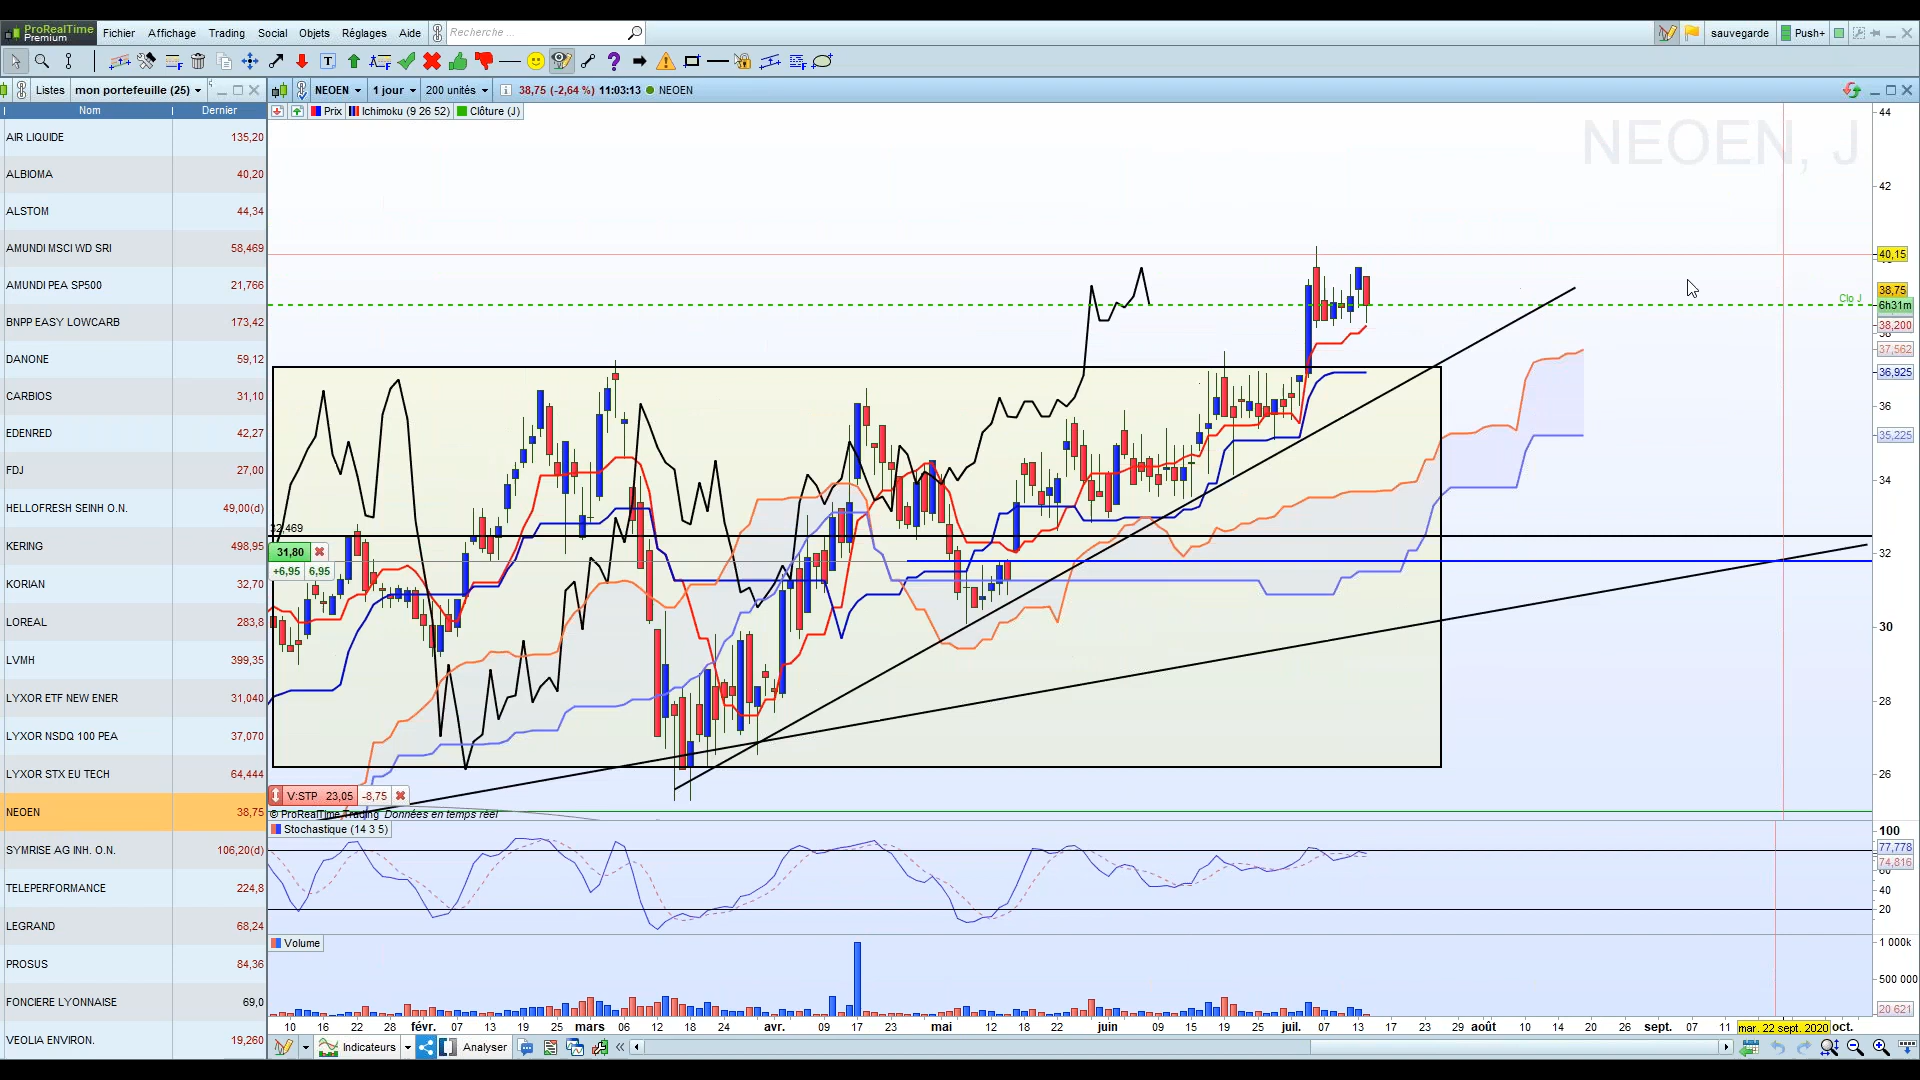 ProRealTime
Premium
Fichier Affichage Trading Social Objets Réglages Aide Recherche ... sauvegarde Push+
Listes mon portefeuille (25) NEOEN 1 jour 200 unités 38,75 (-2,64 %) 11:03:13 NEOEN
Nom Dernier
Prix Ichimoku (9 26 52) Clôture (J)
NEOEN, J
AIR LIQUIDE 135,20
ALBIOMA 40,20
ALSTOM 44,34
AMUNDI MSCI WD SRI 58,469
AMUNDI PEA SP500 21,766
BNPP EASY LOWCARB 173,42
DANONE 59,12
CARBIOS 31,10
EDENRED 42,27
FDJ 27,00
HELLOFRESH SEINH O.N. 49,00(d)
KERING 498,95
KORIAN 32,70
LOREAL 283,8
LVMH 399,35
LYXOR ETF NEW ENER 31,040
LYXOR NSDQ 100 PEA 37,070
LYXOR STX EU TECH 64,444
NEOEN 38,75
SYMRISE AG INH. O.N. 106,20(d)
TELEPERFORMANCE 224,8
LEGRAND 68,24
PROSUS 84,36
FONCIERE LYONNAISE 69,0
VEOLIA ENVIRON. 19,260
44
42
40,15
38,75
Clo J
6h31m
38,200
38
37,562
36,925
36
35,225
34
32
30
28
26
32,469
31,80
+6,95 6,95
V:STP 23,05 -8,75
© ProRealTime Trading Données en temps réel
Stochastique (14 3 5)
100
77,778
74,816
60
40
20
Volume
1 000k
500 000
20 621
10 16 22 28 févr. 07 13 19 25 mars 06 12 18 24 avr. 09 17 23 mai 12 18 22 juin 09 15 19 25 juil. 07 13 17 23 29 août 10 14 20 26 sept. 07 11 mar. 22 sept. 2020 oct.
Indicateurs Analyser